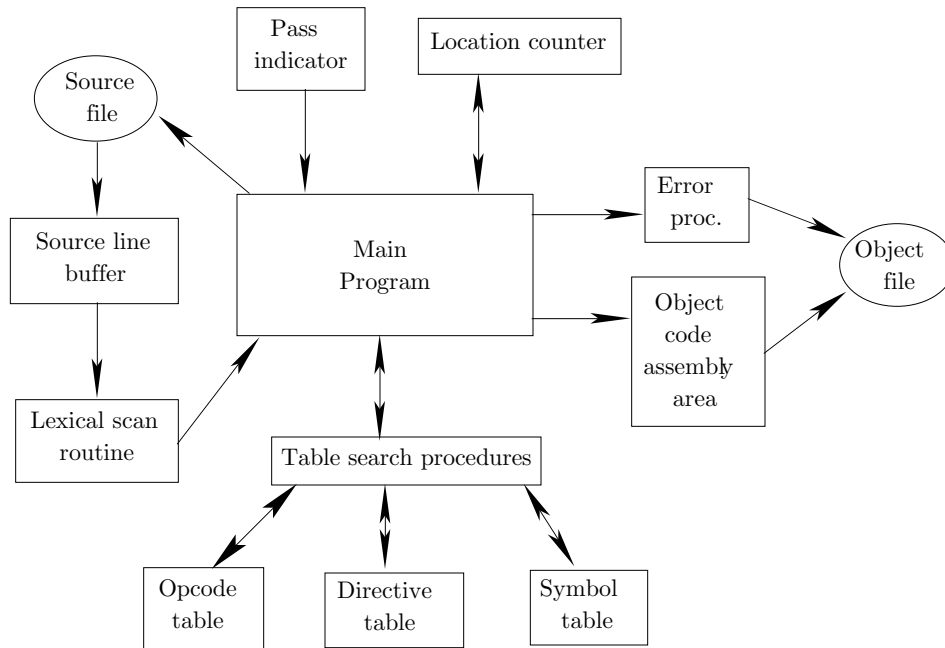 Pass
indicator
Location counter
Source
file
Error
proc.
Source line
buffer
Main
Program
Object
file
Object
code
assembly
area
Lexical scan
routine
Table search procedures
Opcode
table
Directive
table
Symbol
table